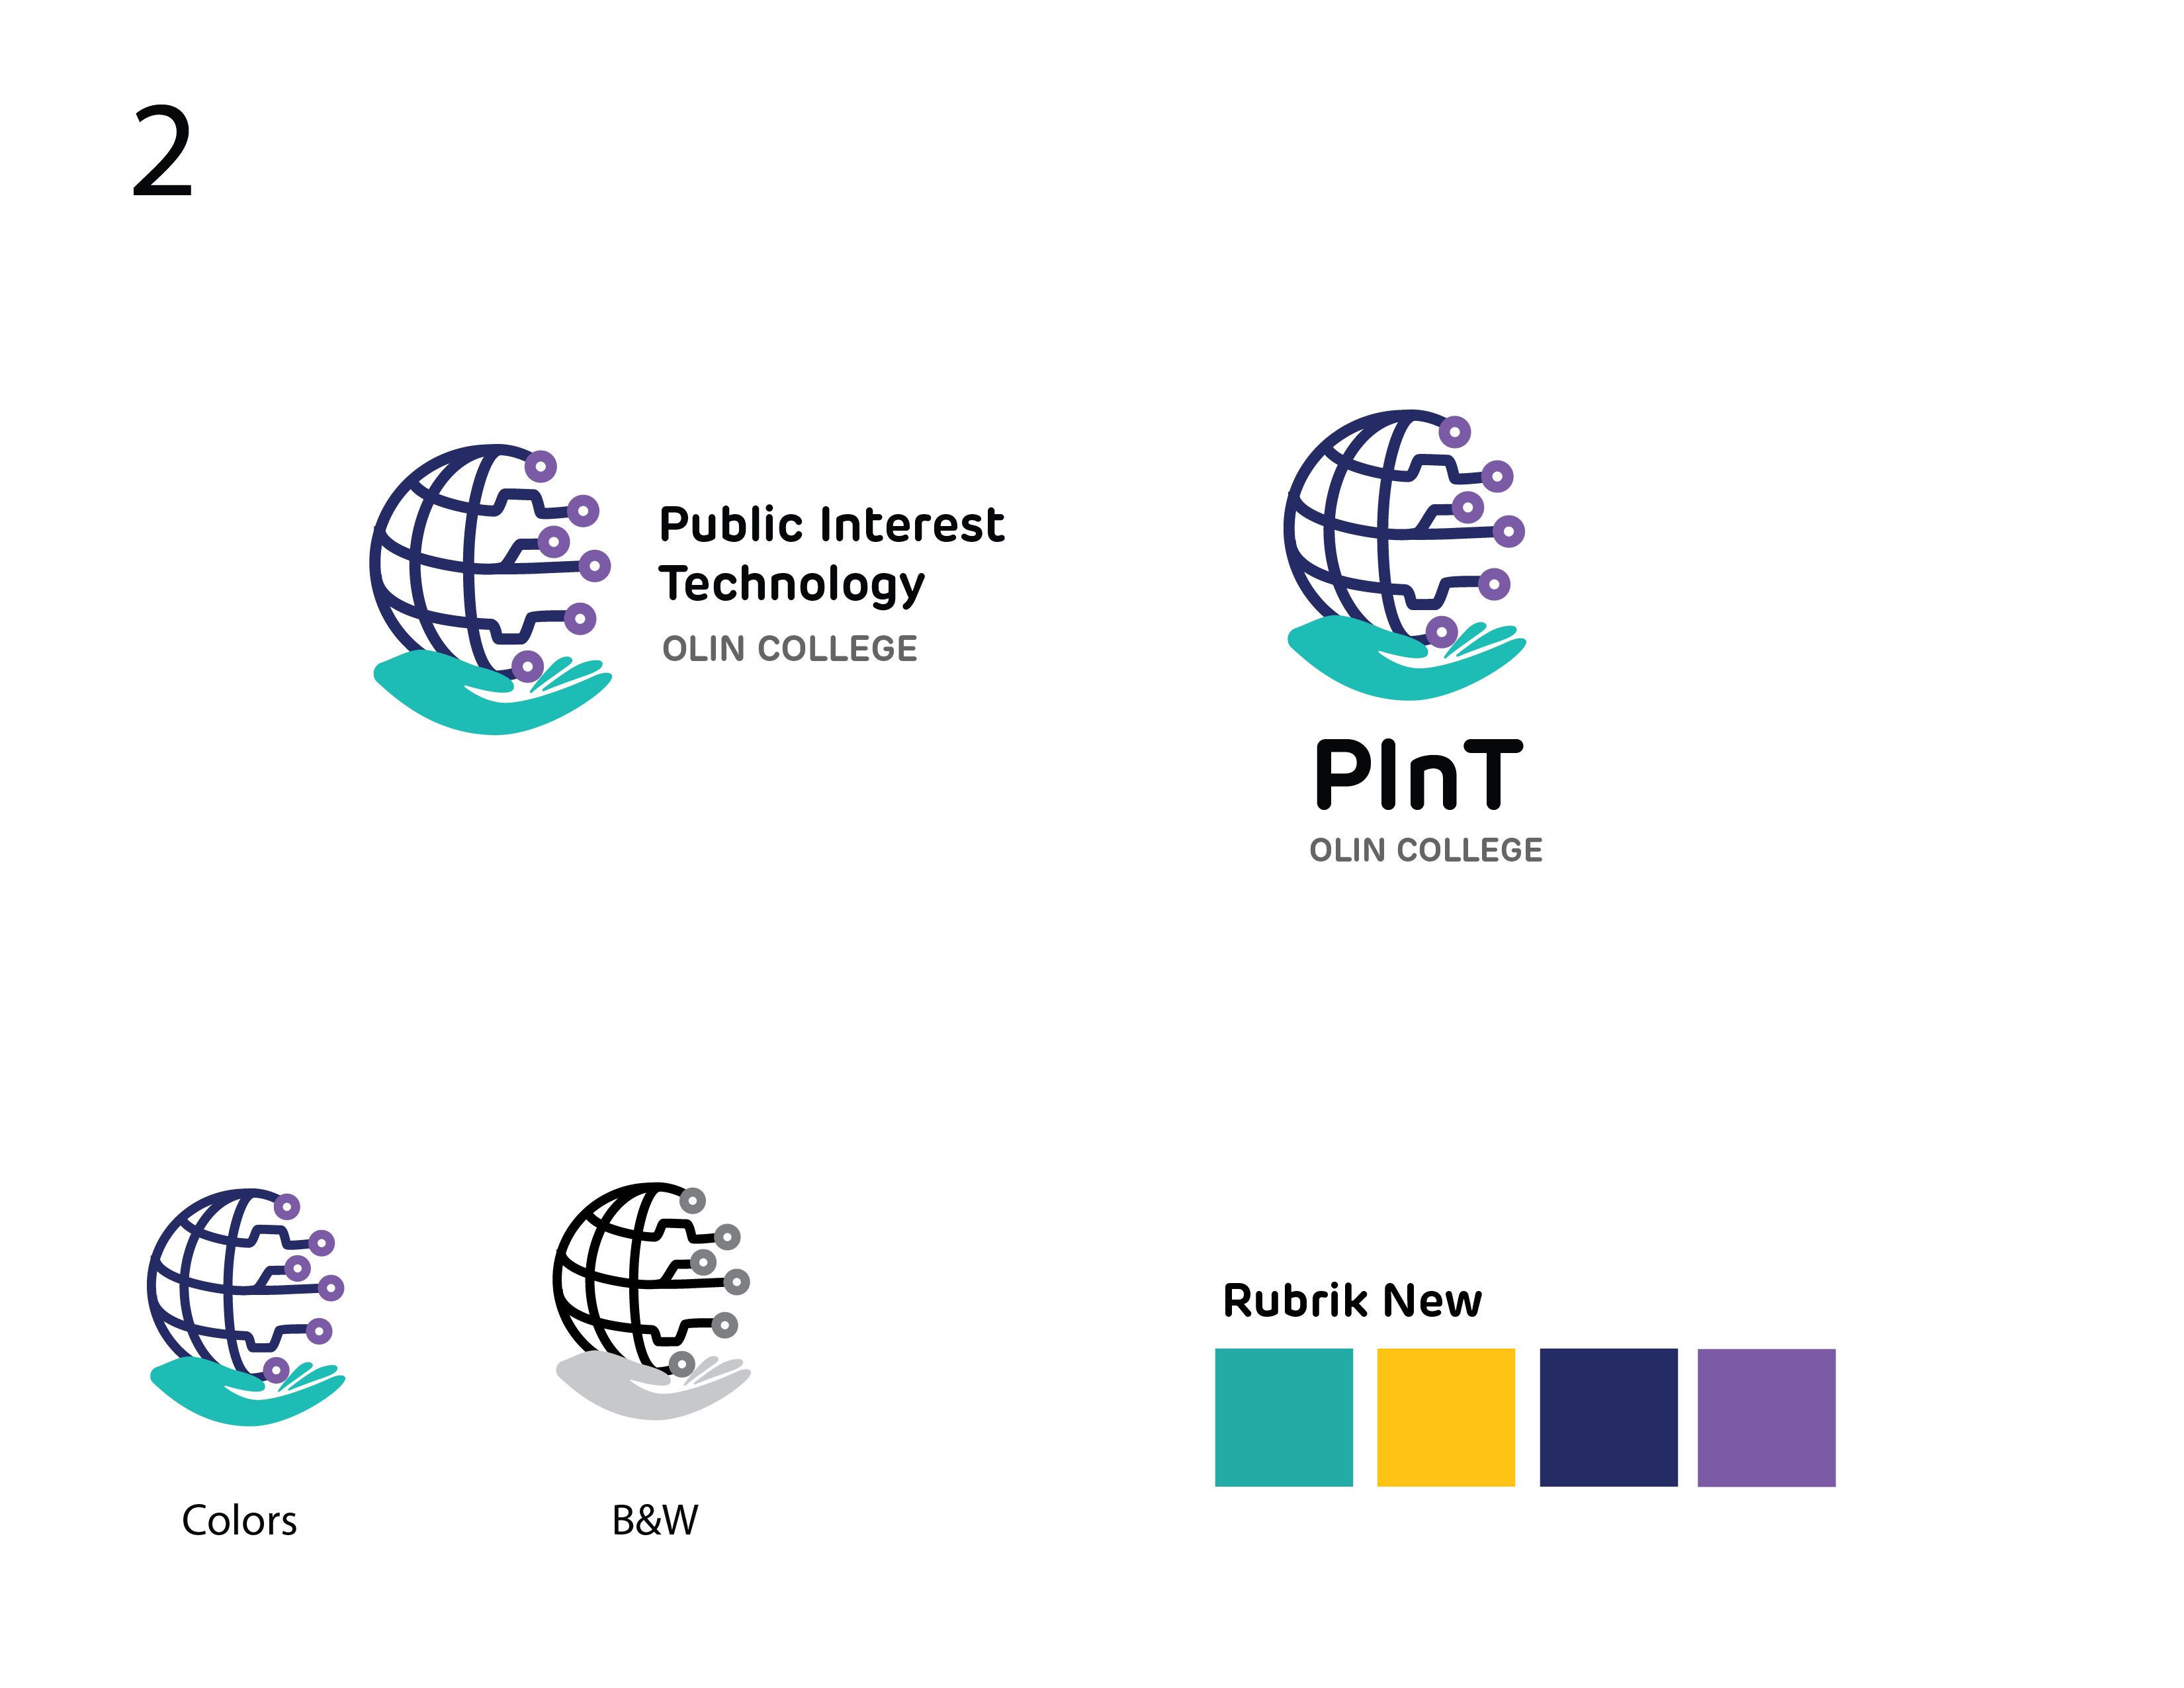 2
Public Interest
Technology
OLIN COLLEGE
PInT
OLIN COLLEGE
Colors
B&W
Rubrik New